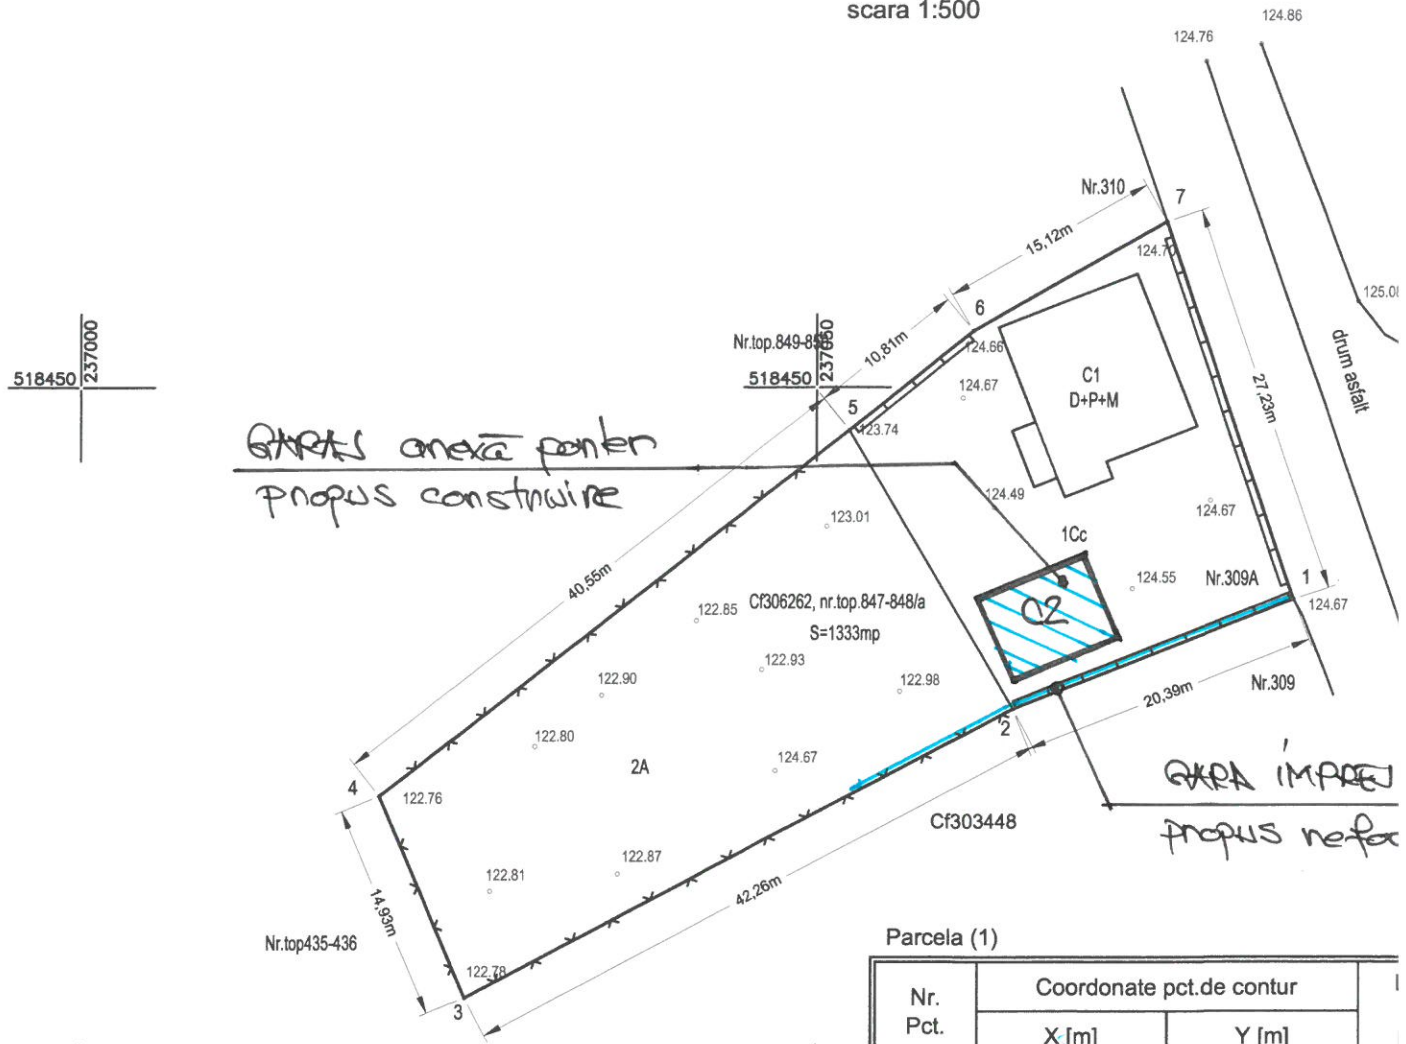 scara 1:500
124.86
124.76
Nr.310
7
15,12m
124.70
125.0
6
237000
518450
Nr.top.849-85
237050
518450
10,81m
124.66
124.67
C1
D+P+M
27,23m
drum asfalt
5
123.74
GARAJ anexă
propus construire
124.49
124.67
123.01
1Cc
40,55m
Cf306262, nr.top.847-848/a
S=1333mp
122.85
C2
124.55
Nr.309A
1
124.67
122.93
122.90
122.98
20,39m
Nr.309
2
122.80
2A
124.67
4
122.76
Cf303448
propus
122.81
122.87
42,26m
14,93m
Nr.top435-436
122.78
3
Parcela (1)
Nr.
Pct.
Coordonate pct.de contur
X [m]
Y [m]